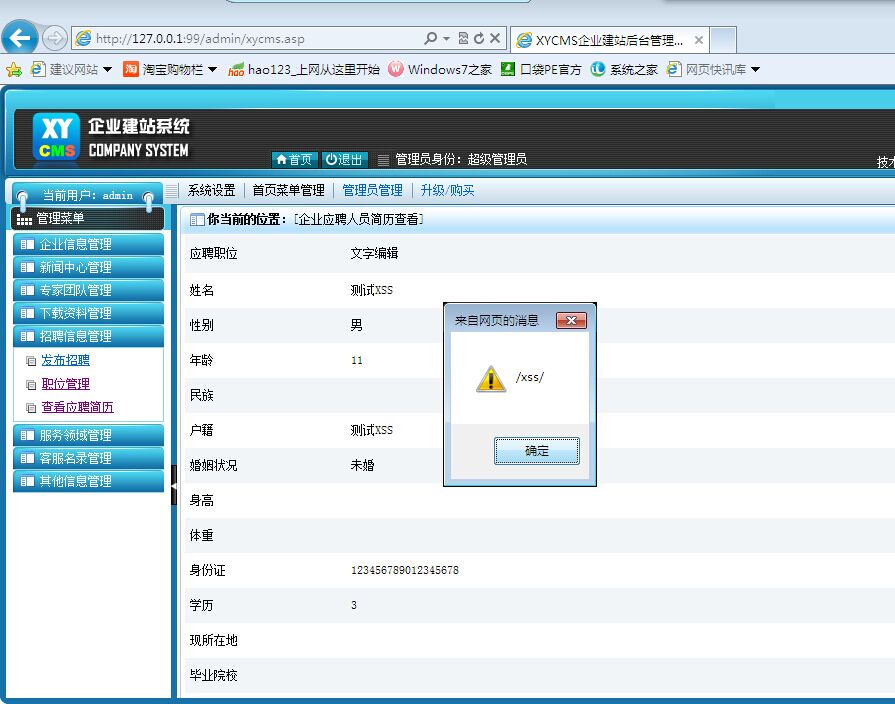 http://127.0.0.1:99/admin/xycms.asp
XYCMS企业建站后台管理...
建议网站 淘宝购物栏 hao123_上网从这里开始 Windows7之家 口袋PE官方 系统之家 网页快讯库
XY CMS
企业建站系统
COMPANY SYSTEM
首页 退出 管理员身份：超级管理员
技术
当前用户：admin
系统设置 首页菜单管理 管理员管理 升级/购买
管理菜单
你当前的位置：[企业应聘人员简历查看]
企业信息管理
新闻中心管理
专家团队管理
下载资料管理
招聘信息管理
发布招聘
职位管理
查看应聘简历
服务领域管理
客服名录管理
其他信息管理
应聘职位 文字编辑
姓名 测试XSS
性别 男
年龄 11
民族
户籍 测试XSS
婚姻状况 未婚
身高
体重
身份证 123456789012345678
学历 3
现所在地
毕业院校
来自网页的消息
/xss/
确定